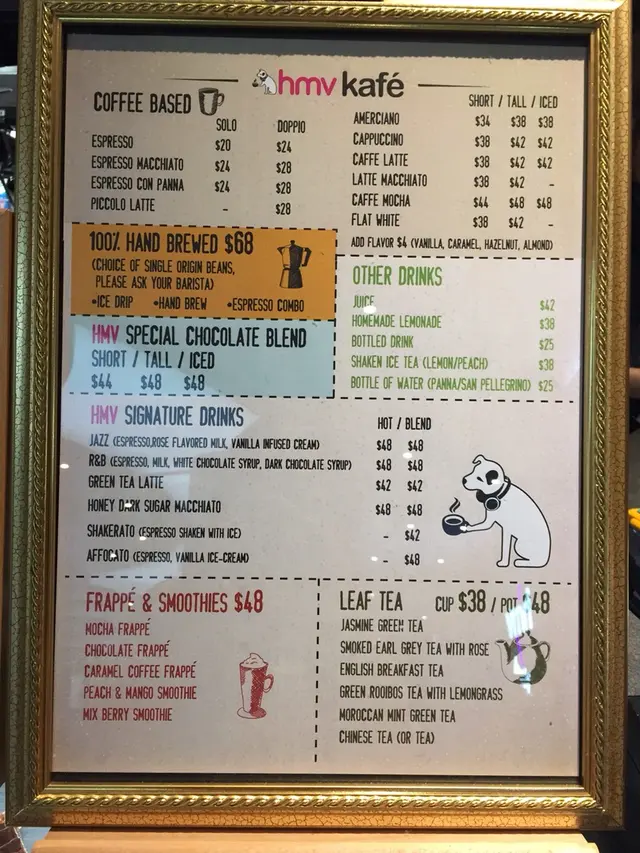 hmv kafé
COFFEE BASED
SOLO DOPPIO
ESPRESSO $20 $24
ESPRESSO MACCHIATO $24 $28
ESPRESSO CON PANNA $24 $28
PICCOLO LATTE - $28
SHORT / TALL / ICED
AMERCIANO $34 $38 $38
CAPPUCCINO $38 $42 $42
CAFFE LATTE $38 $42 $42
LATTE MACCHIATO $38 $42 -
CAFFE MOCHA $44 $48 $48
FLAT WHITE $38 $42 -
ADD FLAVOR $4 (VANILLA, CARAMEL, HAZELNUT, ALMOND)
100% HAND BREWED $68
(CHOICE OF SINGLE ORIGIN BEANS,
PLEASE ASK YOUR BARISTA)
•ICE DRIP •HAND BREW •ESPRESSO COMBO
HMV SPECIAL CHOCOLATE BLEND
SHORT / TALL / ICED
$44 $48 $48
OTHER DRINKS
JUICE $42
HOMEMADE LEMONADE $38
BOTTLED DRINK $25
SHAKEN ICE TEA (LEMON/PEACH) $38
BOTTLE OF WATER (PANNA/SAN PELLEGRINO) $25
HMV SIGNATURE DRINKS
HOT / BLEND
JAZZ (ESPRESSO,ROSE FLAVORED MILK, VANILLA INFUSED CREAM) $48 $48
R&B (ESPRESSO, MILK, WHITE CHOCOLATE SYRUP, DARK CHOCOLATE SYRUP) $48 $48
GREEN TEA LATTE $42 $42
HONEY DARK SUGAR MACCHIATO $48 $48
SHAKERATO (ESPRESSO SHAKEN WITH ICE) - $42
AFFOCATO (ESPRESSO, VANILLA ICE-CREAM) - $48
FRAPPÉ & SMOOTHIES $48
MOCHA FRAPPÉ
CHOCOLATE FRAPPÉ
CARAMEL COFFEE FRAPPÉ
PEACH & MANGO SMOOTHIE
MIX BERRY SMOOTHIE
LEAF TEA CUP $38 / POT $48
JASMINE GREEN TEA
SMOKED EARL GREY TEA WITH ROSE
ENGLISH BREAKFAST TEA
GREEN ROOIBOS TEA WITH LEMONGRASS
MOROCCAN MINT GREEN TEA
CHINESE TEA (OR TEA)